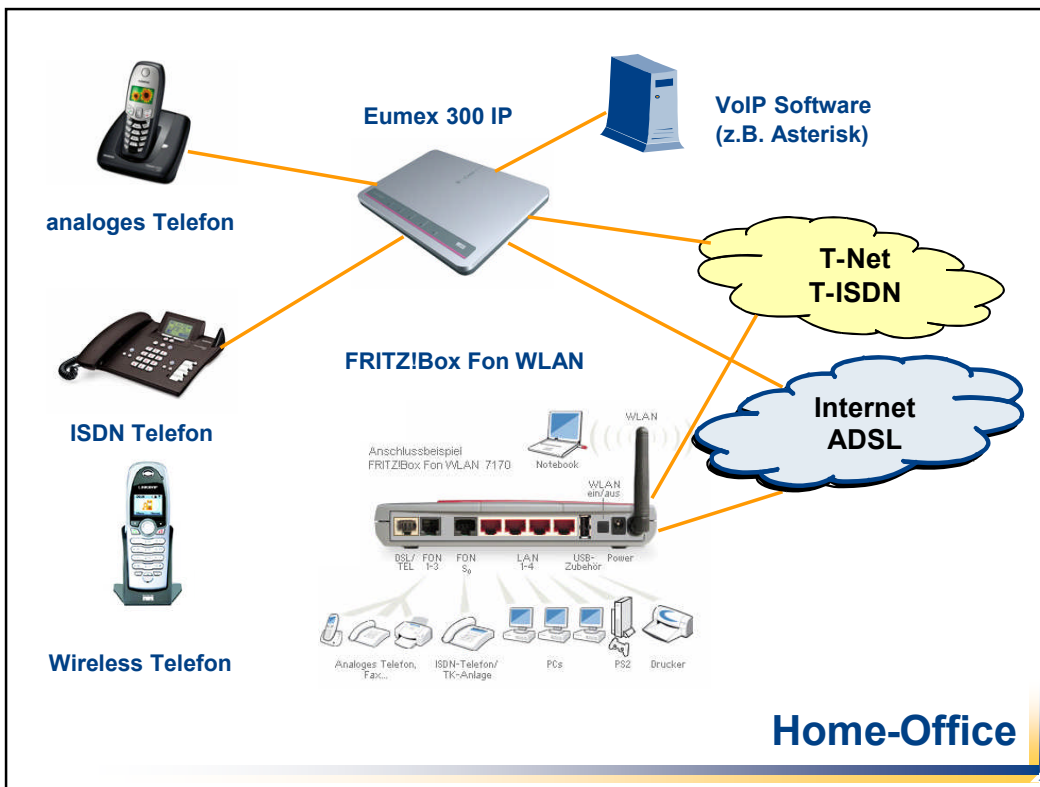 Eumex 300 IP
VoIP Software
(z.B. Asterisk)
analoges Telefon
T-Net
T-ISDN
FRITZ!Box Fon WLAN
Internet
ADSL
ISDN Telefon
WLAN
Anschlussbeispiel
FRITZ!Box Fon WLAN 7170
Notebook
WLAN
ein/aus
DSL/
TEL
FON
1-3
FON
S₀
LAN
1-4
USB-
Zubehör
Power
Analoges Telefon,
Fax...
ISDN-Telefon/
TK-Anlage
PCs
PS2
Drucker
Wireless Telefon
Home-Office